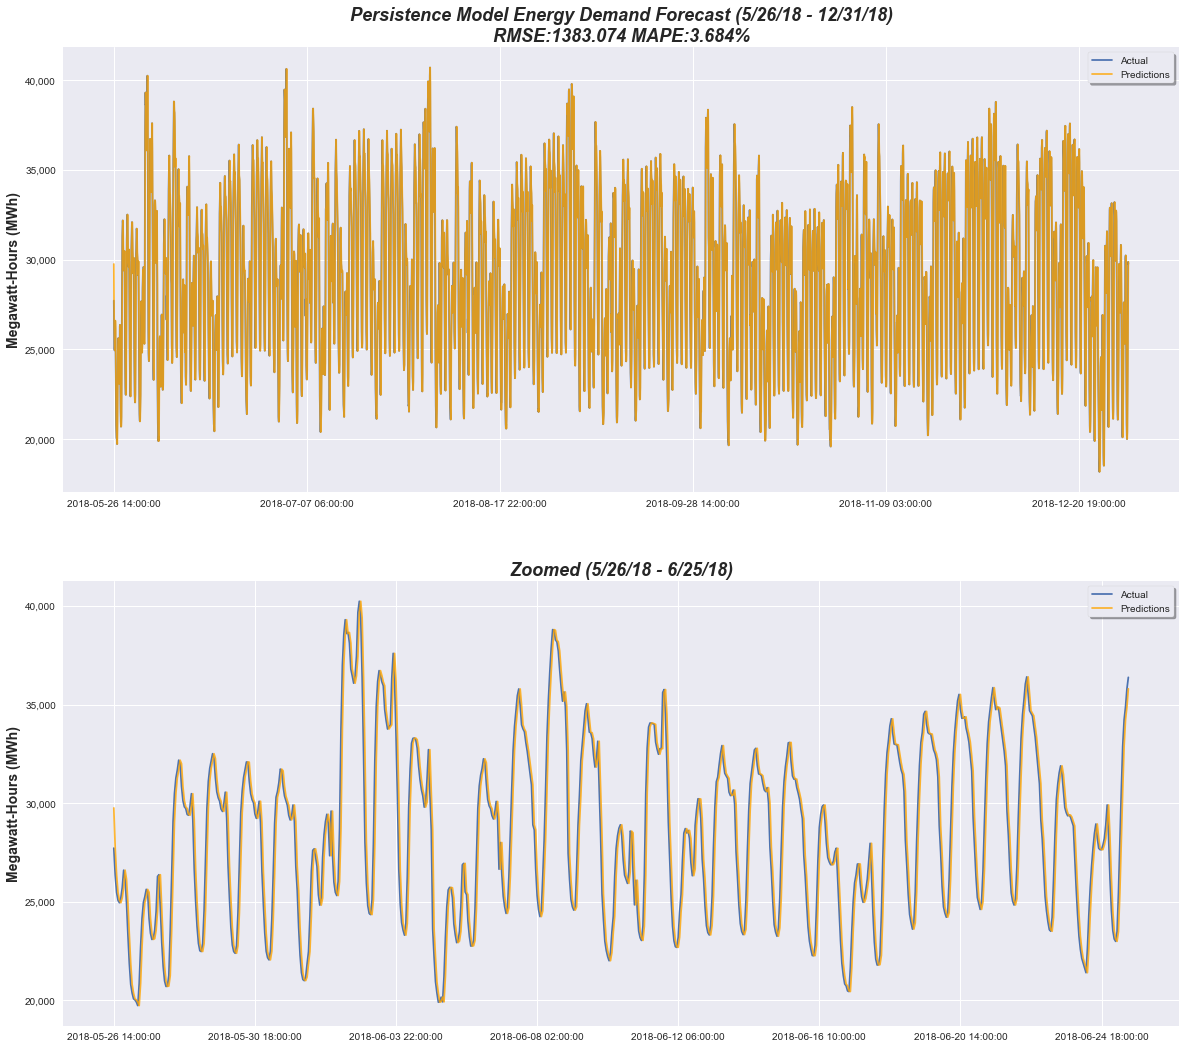 Persistence Model Energy Demand Forecast (5/26/18 - 12/31/18)
RMSE:1383.074 MAPE:3.684%
Actual
Predictions
40,000
35,000
30,000
25,000
20,000
Megawatt-Hours (MWh)
2018-05-26 14:00:00 2018-07-07 06:00:00 2018-08-17 22:00:00 2018-09-28 14:00:00 2018-11-09 03:00:00 2018-12-20 19:00:00
Zoomed (5/26/18 - 6/25/18)
Actual
Predictions
40,000
35,000
30,000
25,000
20,000
Megawatt-Hours (MWh)
2018-05-26 14:00:00 2018-05-30 18:00:00 2018-06-03 22:00:00 2018-06-08 02:00:00 2018-06-12 06:00:00 2018-06-16 10:00:00 2018-06-20 14:00:00 2018-06-24 18:00:00